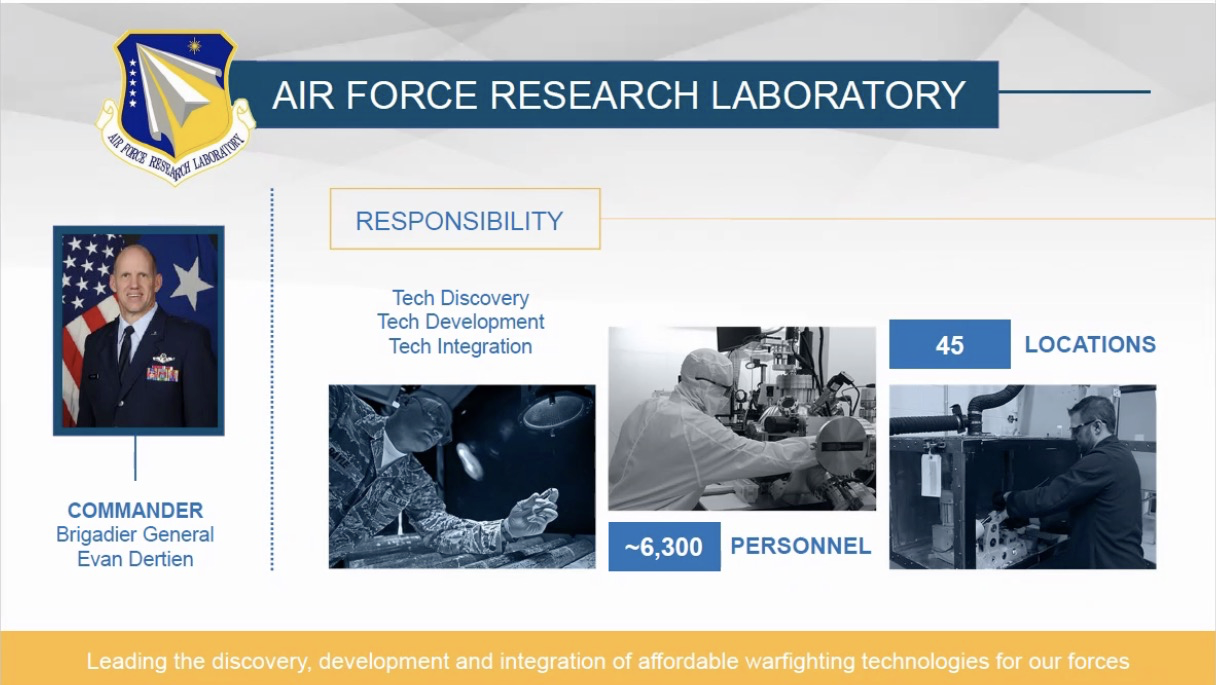 AIR FORCE RESEARCH LABORATORY
AIR FORCE RESEARCH LABORATORY
RESPONSIBILITY
Tech Discovery
Tech Development
Tech Integration
45 LOCATIONS
~6,300 PERSONNEL
COMMANDER
Brigadier General
Evan Dertien
Leading the discovery, development and integration of affordable warfighting technologies for our forces